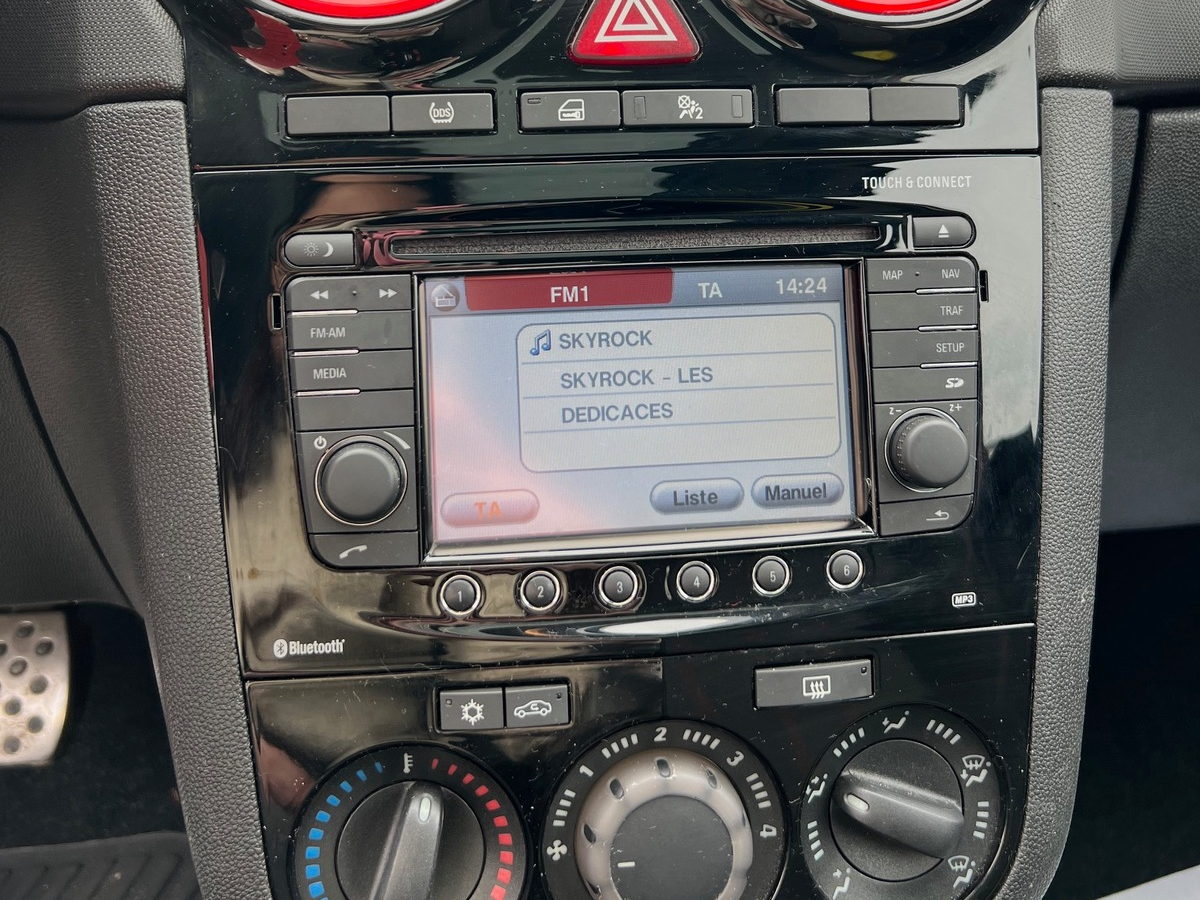 DDS
2
TOUCH & CONNECT
FM-AM
MEDIA
FM1 TA 14:24
SKYROCK
SKYROCK - LES
DEDICACES
TA Liste Manuel
MAP NAV
TRAF
SETUP
SD
Z- Z+
1 2 3 4 5 6
MP3
Bluetooth
1 2 3 4